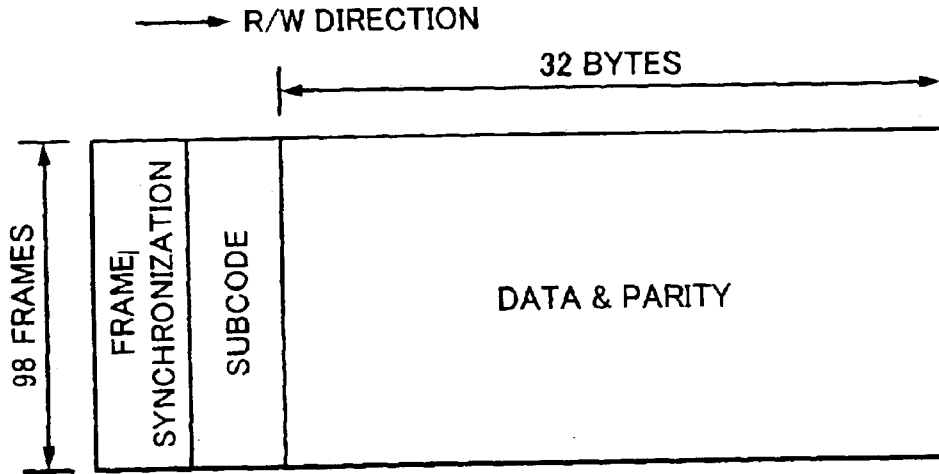 R/W DIRECTION
32 BYTES
98 FRAMES
FRAME
SYNCHRONIZATION
SUBCODE
DATA & PARITY